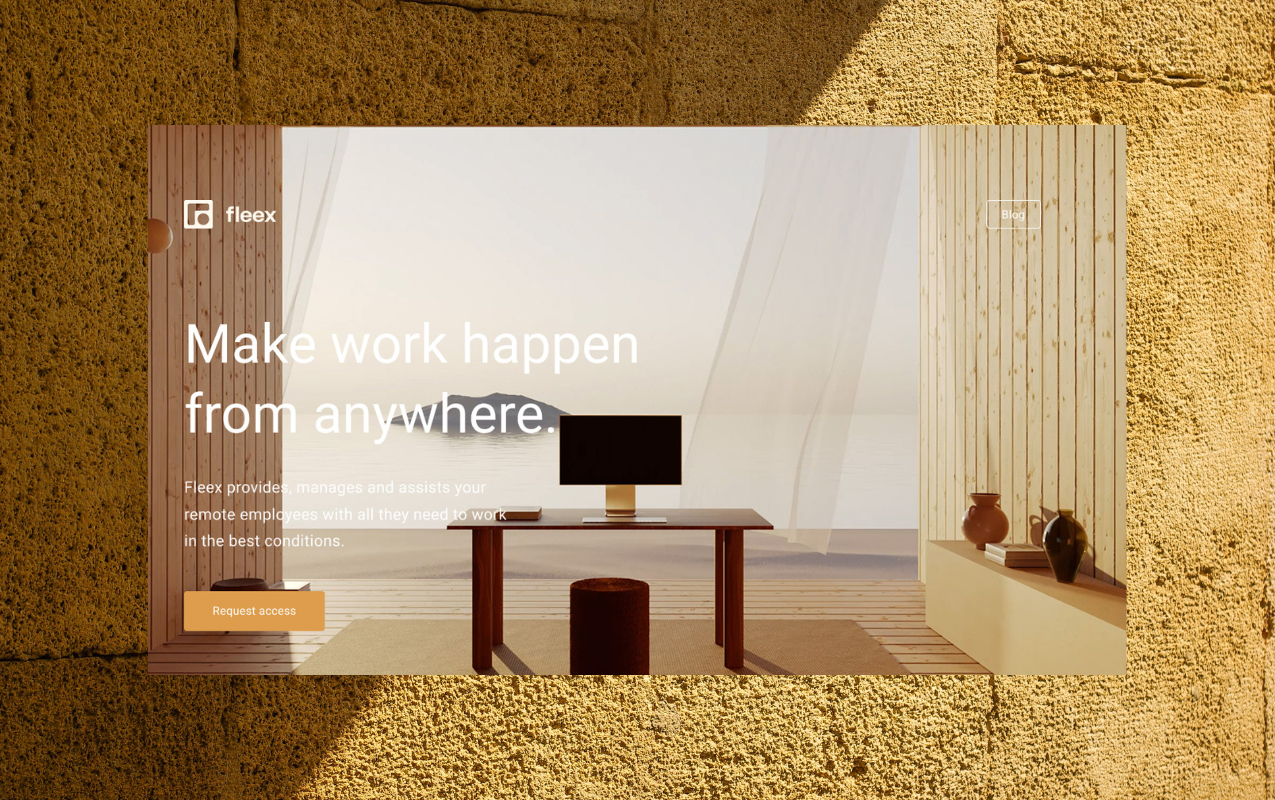 fleex
Blog
Make work happen
from anywhere.
Fleex provides, manages and assists your
remote employees with all they need to work
in the best conditions.
Request access